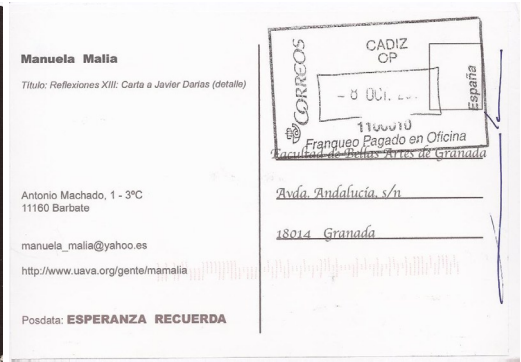 Manuela Malia
Título: Reflexiones XIII: Carta a Javier Darias (detalle)
Antonio Machado, 1 - 3ºC
11160 Barbate
manuela_malia@yahoo.es
http://www.uava.org/gente/mamalia
Posdata: ESPERANZA RECUERDA
CORREOS
CADIZ
OP
- 8 OCT.
España
Franqueo Pagado en Oficina
Facultad de Bellas Artes de Granada
Avda. Andalucía, s/n
18014 Granada